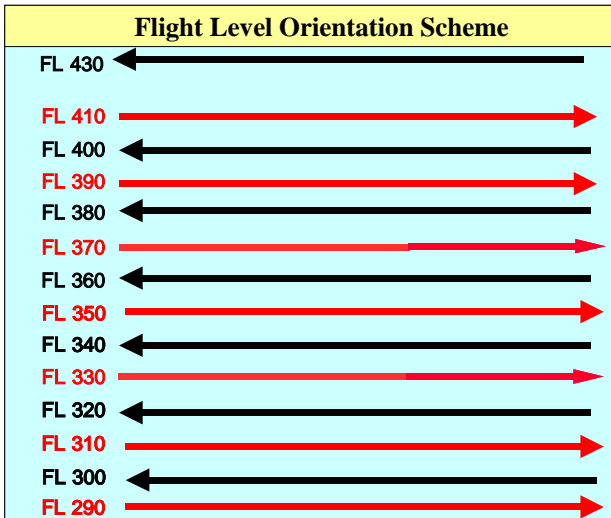 Flight Level Orientation Scheme
FL 430
FL 410
FL 400
FL 390
FL 380
FL 370
FL 360
FL 350
FL 340
FL 330
FL 320
FL 310
FL 300
FL 290